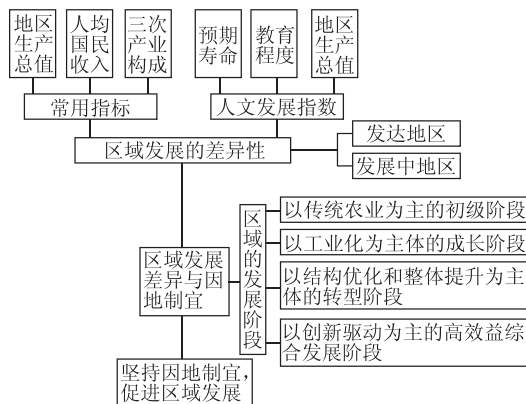 地区
生产
总值
人均
国民
收入
三次
产业
构成
预期
寿命
教育
程度
地区
生产
总值
常用指标
人文发展指数
区域发展的差异性
发达地区
发展中地区
区域发展
差异与因
地制宜
区域的发展阶段
以传统农业为主的初级阶段
以工业化为主体的成长阶段
以结构优化和整体提升为主
体的转型阶段
以创新驱动为主的高效益综
合发展阶段
坚持因地制宜，
促进区域发展